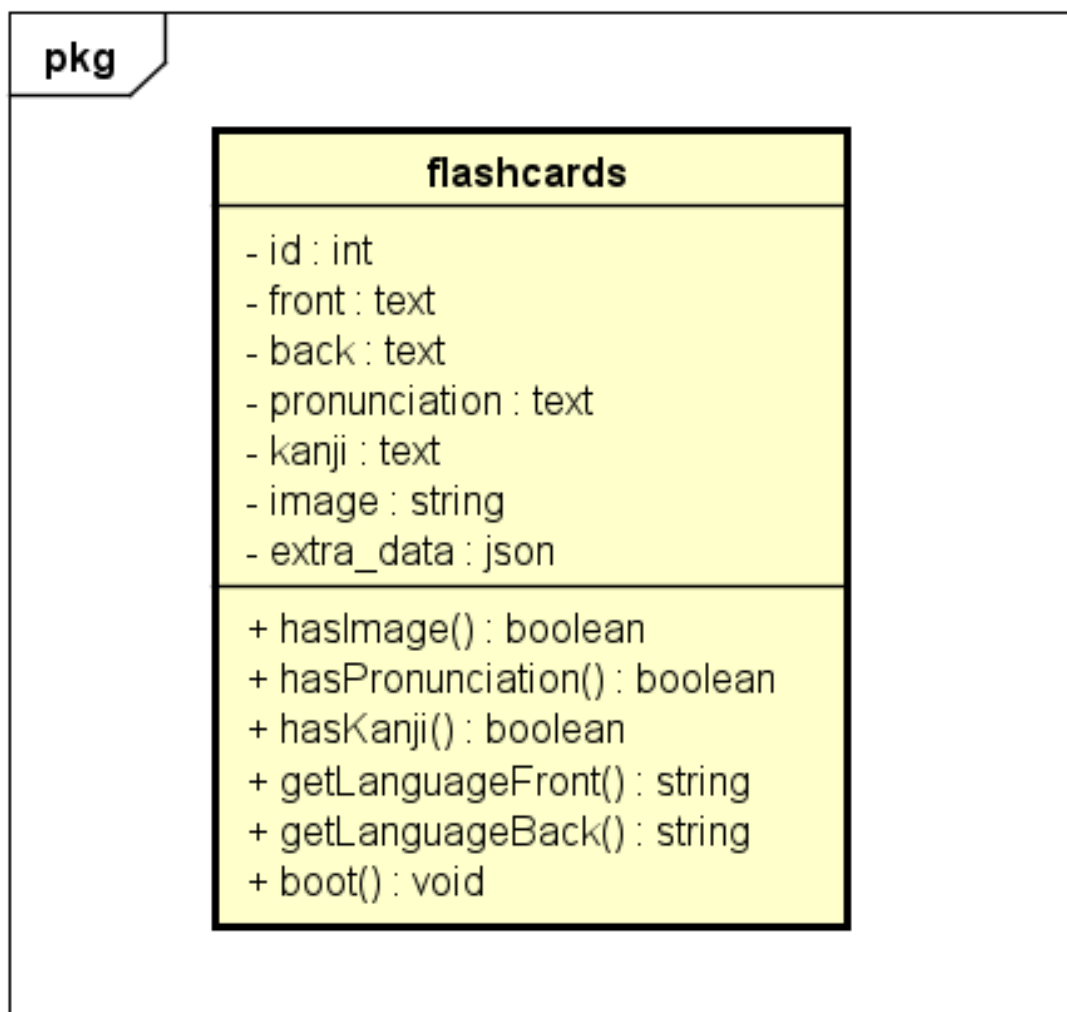 pkg
flashcards
- id : int
- front : text
- back : text
- pronunciation : text
- kanji : text
- image : string
- extra_data : json
+ hasImage() : boolean
+ hasPronunciation() : boolean
+ hasKanji() : boolean
+ getLanguageFront() : string
+ getLanguageBack() : string
+ boot() : void